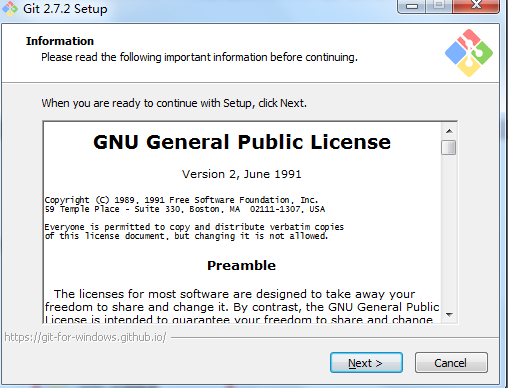 Git 2.7.2 Setup
Information
Please read the following important information before continuing.
When you are ready to continue with Setup, click Next.
GNU General Public License
Version 2, June 1991
Copyright (C) 1989, 1991 Free Software Foundation, Inc.
59 Temple Place - Suite 330, Boston, MA  02111-1307, USA
Everyone is permitted to copy and distribute verbatim copies
of this license document, but changing it is not allowed.
Preamble
The licenses for most software are designed to take away your
freedom to share and change it. By contrast, the GNU General Public
License is intended to guarantee your freedom to share and change
https://git-for-windows.github.io/
Next >
Cancel